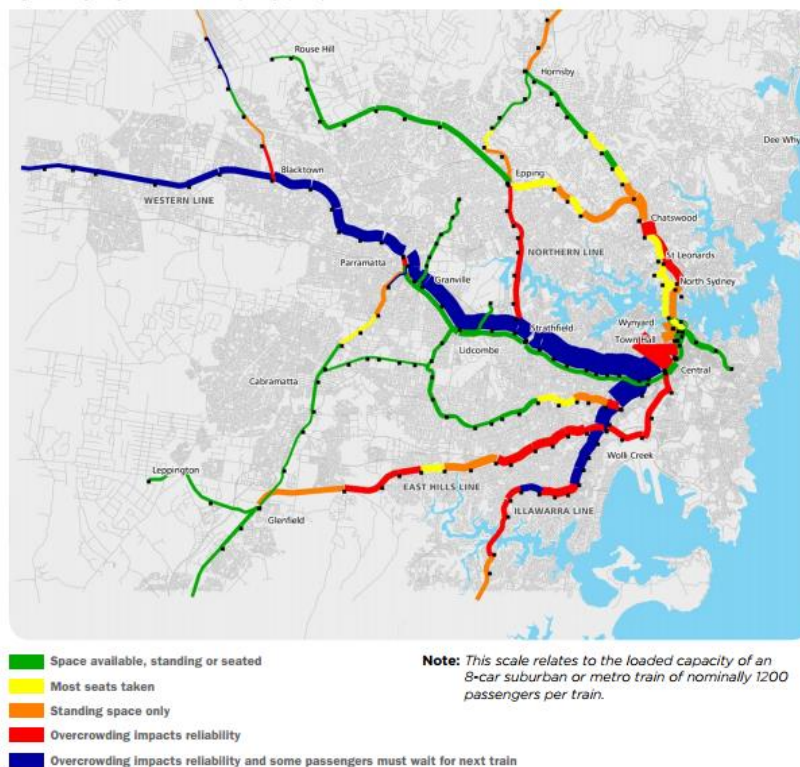 Rouse Hill
Hornsby
Dee Why
Blacktown
Epping
WESTERN LINE
Chatswood
NORTHERN LINE
Parramatta
St Leonards
Granville
North Sydney
Wynyard
Strathfield
Town Hall
Lidcombe
Central
Cabramatta
Wolli Creek
Leppington
EAST HILLS LINE
ILLAWARRA LINE
Glenfield
Space available, standing or seated
Note: This scale relates to the loaded capacity of an
8-car suburban or metro train of nominally 1200
passengers per train.
Most seats taken
Standing space only
Overcrowding impacts reliability
Overcrowding impacts reliability and some passengers must wait for next train